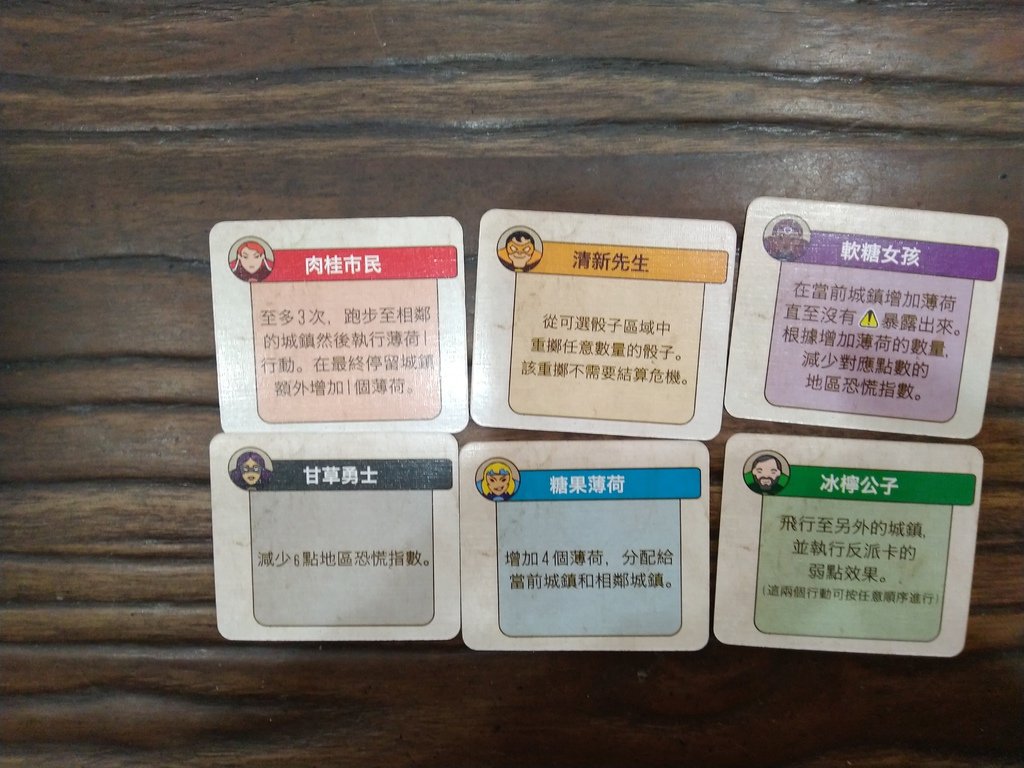 肉桂市民
至多3次，跑步至相鄰
的城鎮然後執行薄荷1
行動。在最終停留城鎮
額外增加1個薄荷。
清新先生
從可選骰子區域中
重擲任意數量的骰子。
該重擲不需要結算危機。
軟糖女孩
在當前城鎮增加薄荷
直至沒有⚠暴露出來。
根據增加薄荷的數量，
減少對應點數的
地區恐慌指數。
甘草勇士
減少6點地區恐慌指數。
糖果薄荷
增加4個薄荷，分配給
當前城鎮和相鄰城鎮。
冰檸公子
飛行至另外的城鎮，
並執行反派卡的
弱點效果。
(這兩個行動可按任意順序進行)